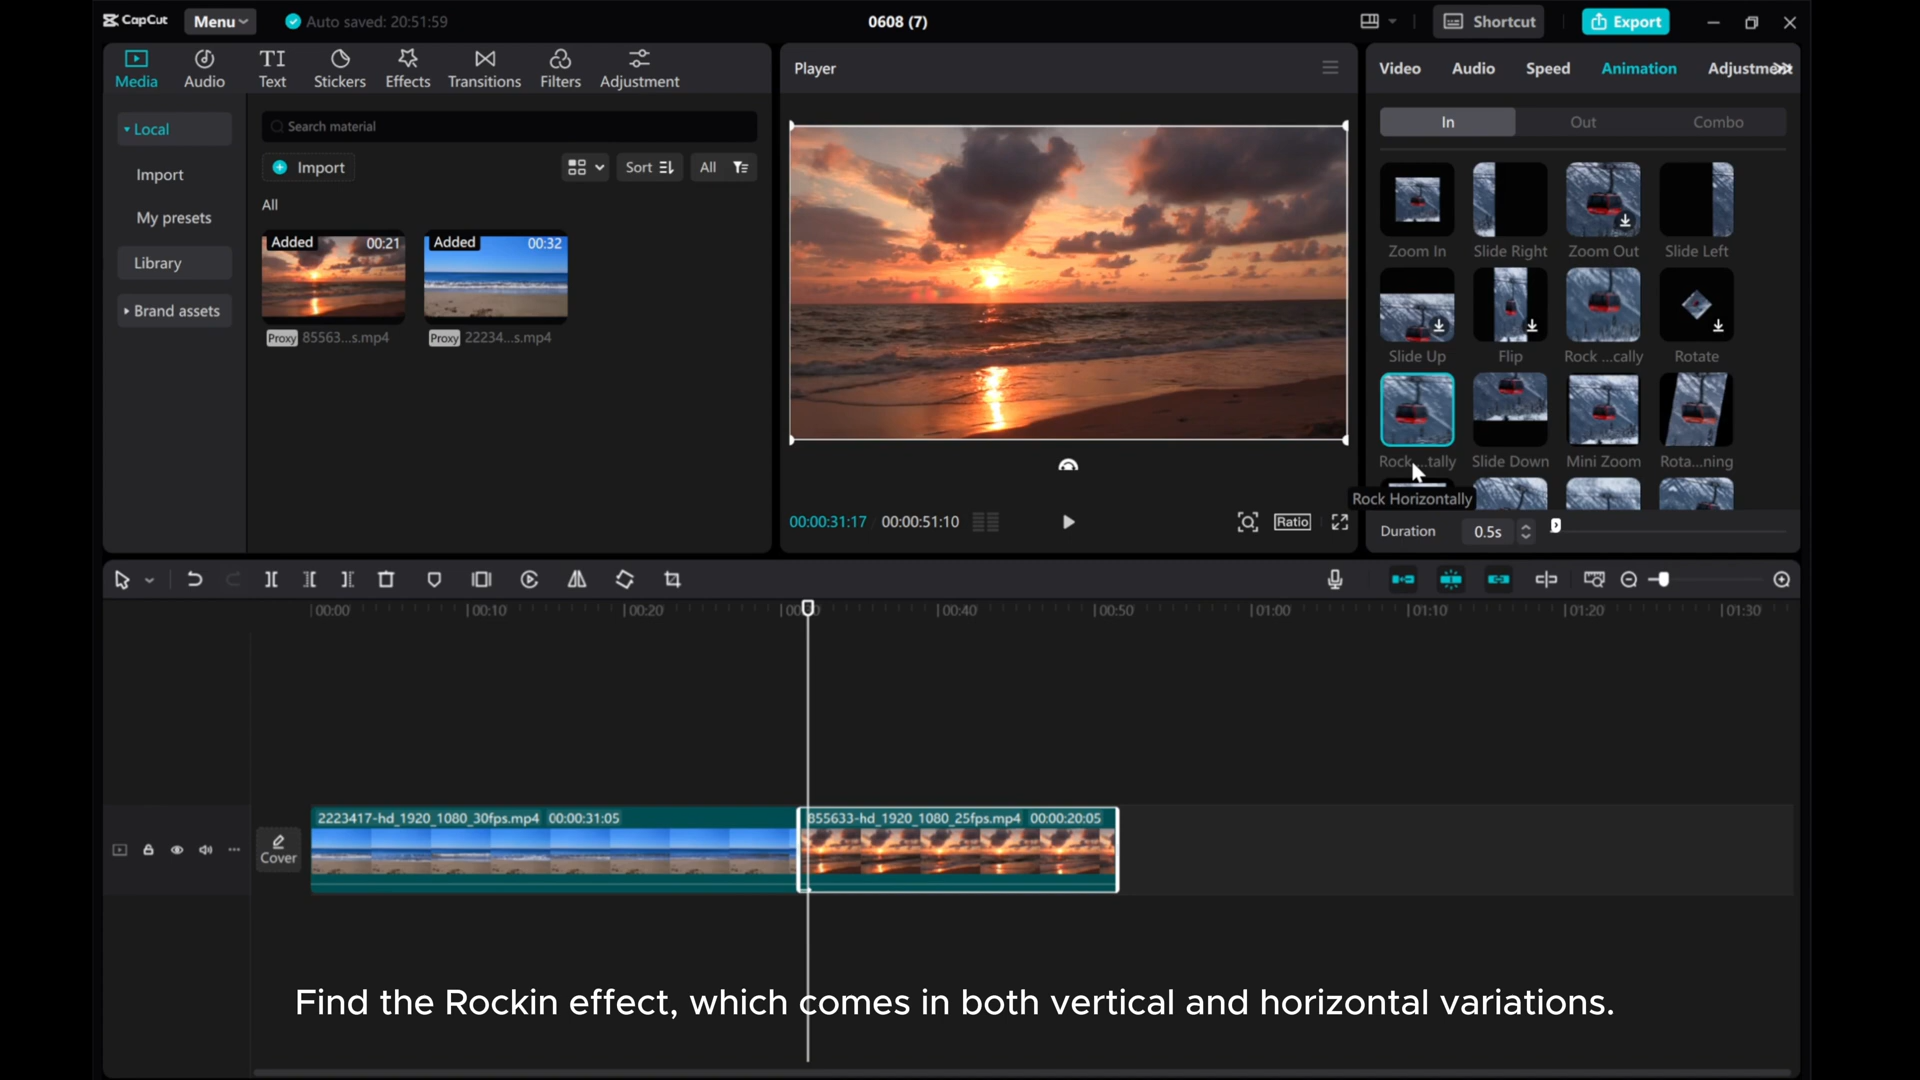 CapCut
Menu
Auto saved: 20:51:59
0608 (7)
Shortcut
Export
Media
Audio
Text
Stickers
Effects
Transitions
Filters
Adjustment
Local
Import
My presets
Library
Brand assets
Search material
Import
Sort
All
All
Added 00:21
Added 00:32
Proxy 85563...s.mp4
Proxy 22234...s.mp4
Player
00:00:31:17
00:00:51:10
Ratio
Video
Audio
Speed
Animation
Adjustment
In
Out
Combo
Zoom In
Slide Right
Zoom Out
Slide Left
Slide Up
Flip
Rock ...cally
Rotate
Rock...tally
Slide Down
Mini Zoom
Rota...ning
Rock Horizontally
Duration
0.5s
00:00
00:10
00:20
00:40
00:50
01:00
01:10
01:20
01:30
Cover
2223417-hd_1920_1080_30fps.mp4 00:00:31:05
855633-hd_1920_1080_25fps.mp4 00:00:20:05
Find the Rockin effect, which comes in both vertical and horizontal variations.